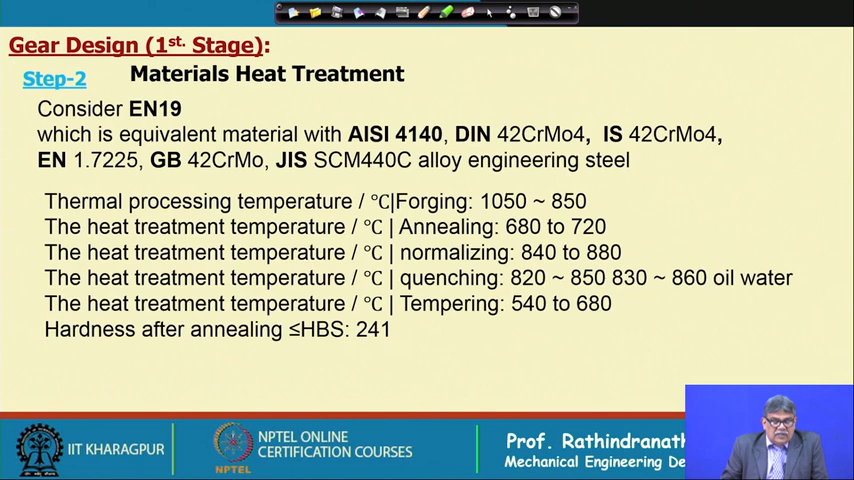 Gear Design (1st. Stage):
Step-2 Materials Heat Treatment
Consider EN19
which is equivalent material with AISI 4140, DIN 42CrMo4, IS 42CrMo4,
EN 1.7225, GB 42CrMo, JIS SCM440C alloy engineering steel
Thermal processing temperature / ℃|Forging: 1050 ~ 850
The heat treatment temperature / ℃ | Annealing: 680 to 720
The heat treatment temperature / ℃ | normalizing: 840 to 880
The heat treatment temperature / ℃ | quenching: 820 ~ 850 830 ~ 860 oil water
The heat treatment temperature / ℃ | Tempering: 540 to 680
Hardness after annealing ≤HBS: 241
IIT KHARAGPUR
NPTEL
NPTEL ONLINE
CERTIFICATION COURSES
Prof. Rathindranath
Mechanical Engineering De